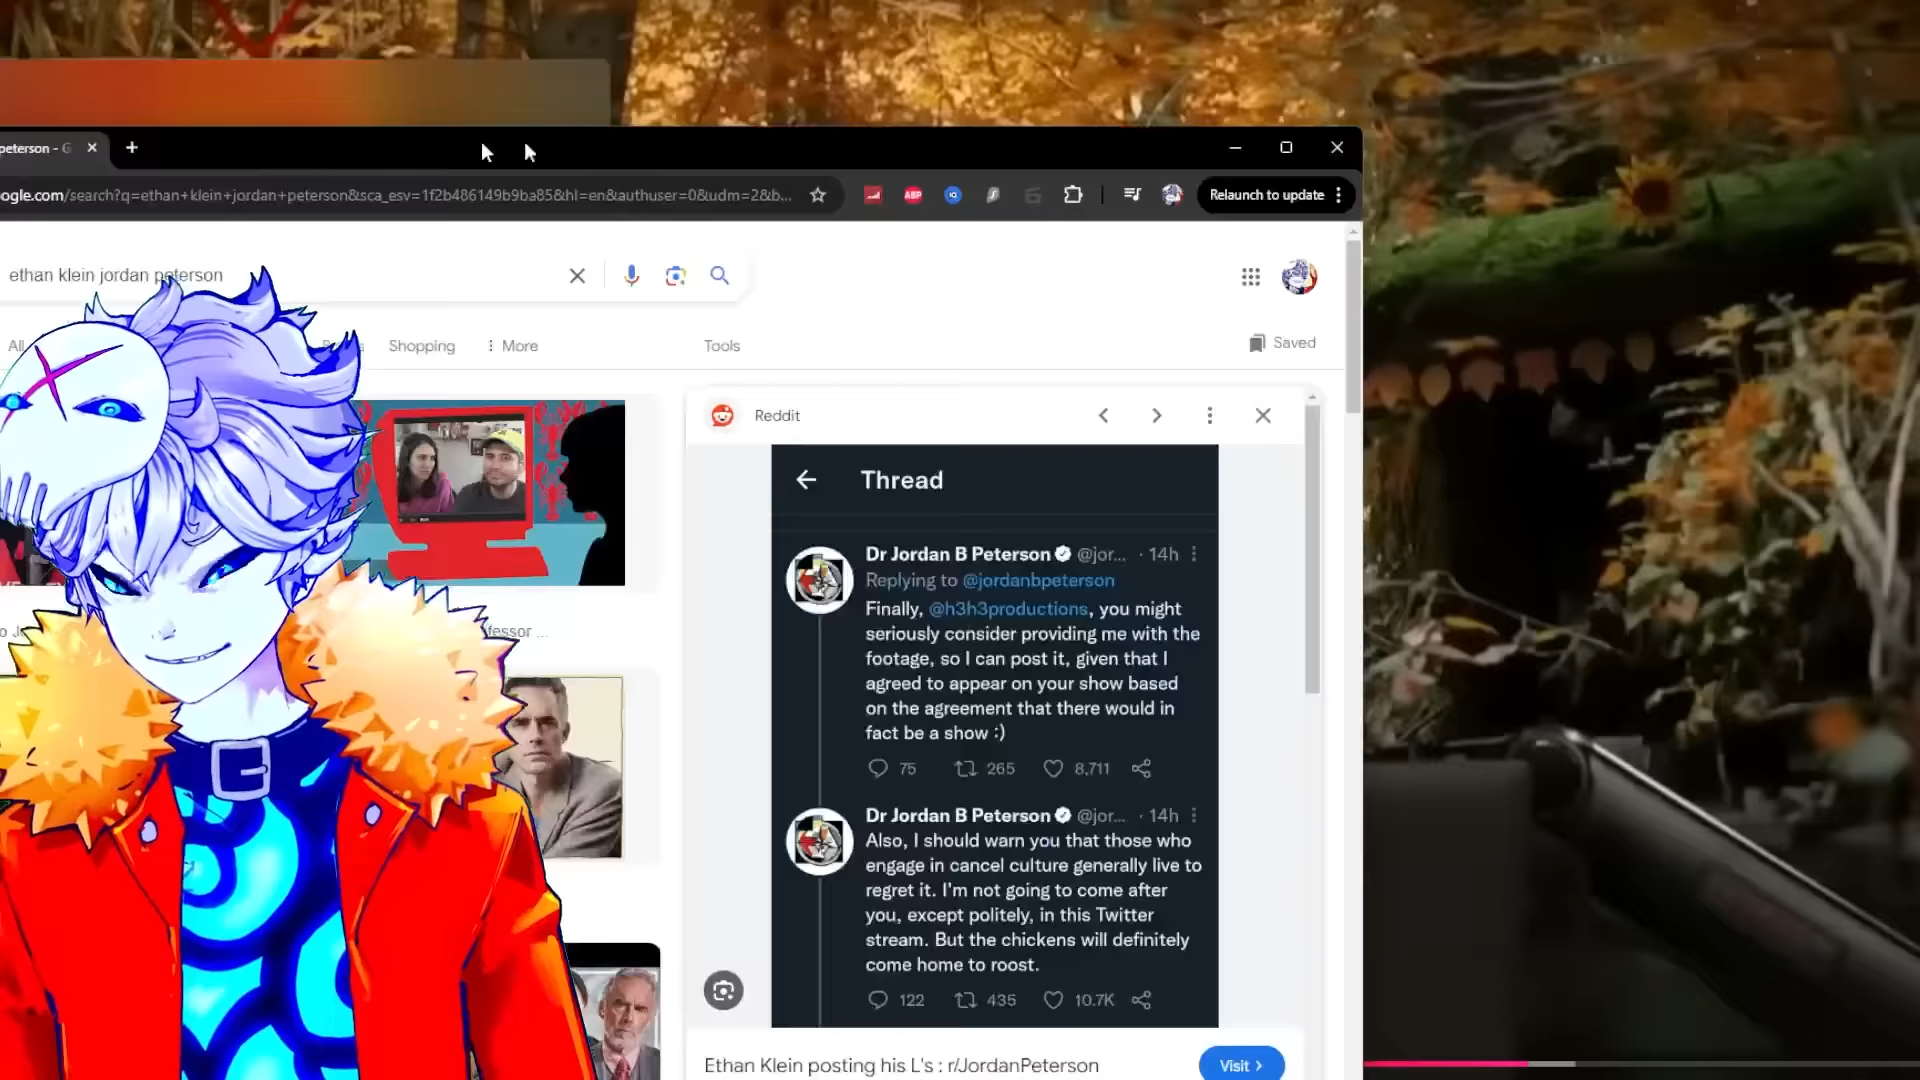 peterson - G
Relaunch to update
ogle.com/search?q=ethan+klein+jordan+peterson&sca_esv=1f2b486149b9ba85&hl=en&authuser=0&udm=2&b...
ABP
ethan klein jordan peterson
All
Shopping
More
Tools
Saved
Reddit
Thread
Dr Jordan B Peterson @jor... · 14h
Replying to @jordanbpeterson
Finally, @h3h3productions, you might
seriously consider providing me with the
footage, so I can post it, given that I
agreed to appear on your show based
on the agreement that there would in
fact be a show :)
75 265 8,711
Dr Jordan B Peterson @jor... · 14h
Also, I should warn you that those who
engage in cancel culture generally live to
regret it. I'm not going to come after
you, except politely, in this Twitter
stream. But the chickens will definitely
come home to roost.
122 435 10.7K
Ethan Klein posting his L's : r/JordanPeterson
Visit >